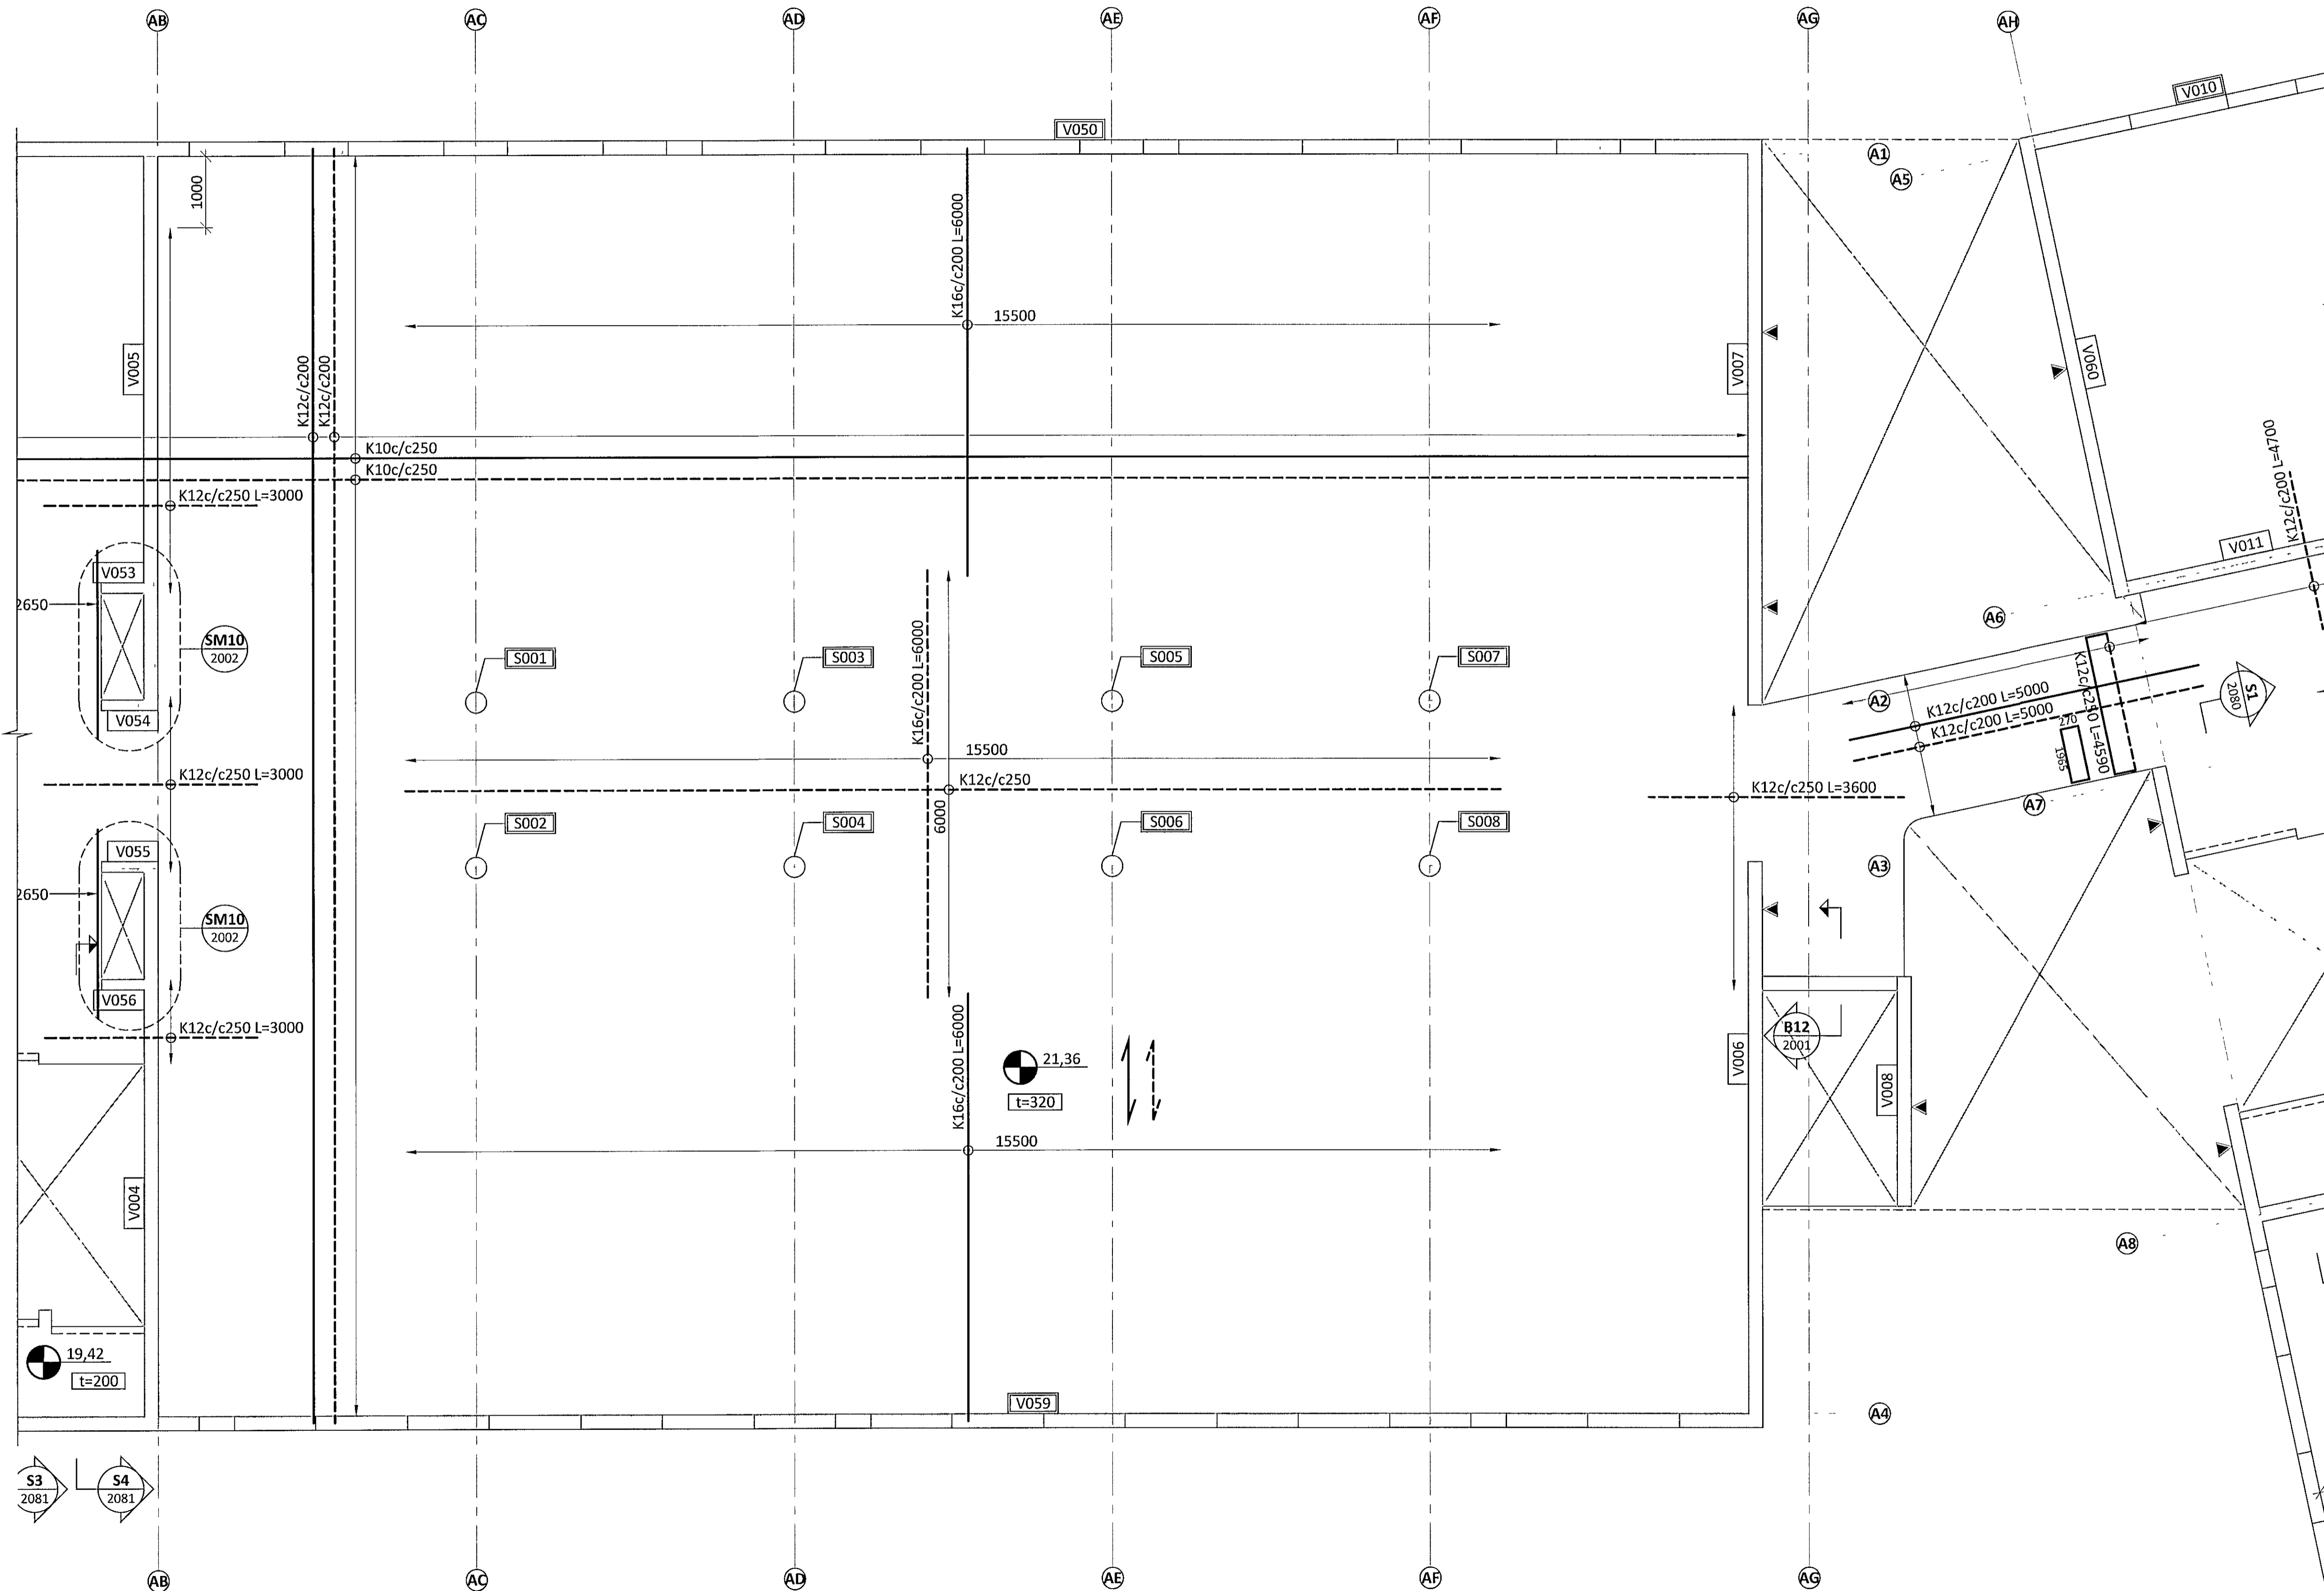 AB
AC
AD
AE
AF
AG
AH
V010
V050
A1
A5
1000
K16c/c200 L=6000
15500
V005
K12c/c200
K12c/c200
V007
V060
K10c/c250
K10c/c250
K12c/c200 L=4700
K12c/c250 L=3000
V011
V053
2650
A6
SM10
2002
S001
S003
S005
S007
K16c/c200 L=6000
V054
A2
K12c/c200 L=5000
K12c/c200 L=5000
K12c/c250 L=4590
270
1965
S1
2080
15500
K12c/c250 L=3000
K12c/c250
K12c/c250 L=3600
6000
A7
S002
S004
S006
S008
V055
A3
2650
SM10
2002
V056
K12c/c250 L=3000
K16c/c200 L=6000
21,36
t=320
V006
B12
2001
V008
15500
V004
A8
19,42
t=200
V059
A4
S3
2081
S4
2081
AB
AC
AD
AE
AF
AG